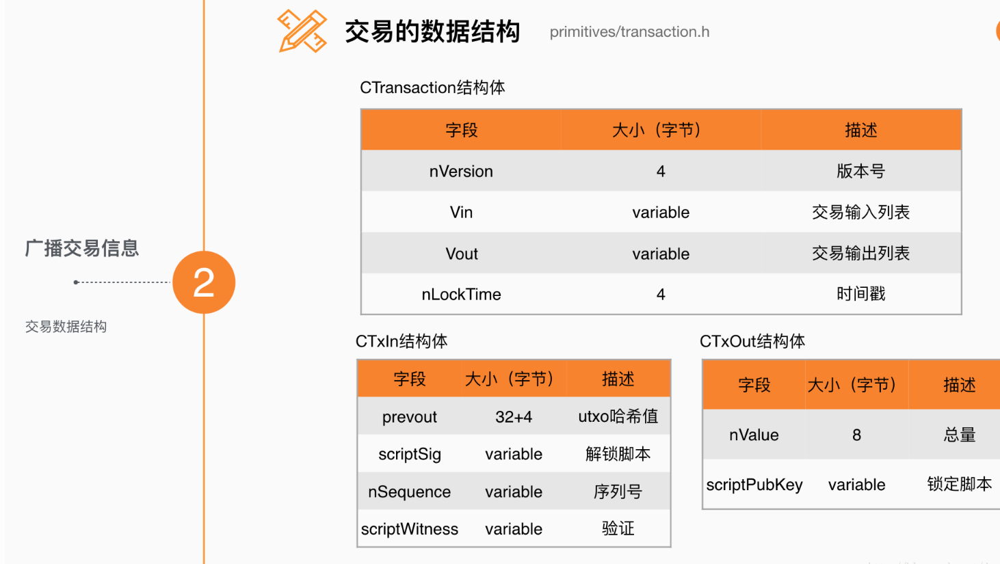 交易的数据结构 primitives/transaction.h
CTransaction结构体
字段 大小（字节） 描述
nVersion 4 版本号
Vin variable 交易输入列表
Vout variable 交易输出列表
nLockTime 4 时间戳
广播交易信息
2
交易数据结构
CTxIn结构体
字段 大小（字节） 描述
prevout 32+4 utxo哈希值
scriptSig variable 解锁脚本
nSequence variable 序列号
scriptWitness variable 验证
CTxOut结构体
字段 大小（字节） 描述
nValue 8 总量
scriptPubKey variable 锁定脚本